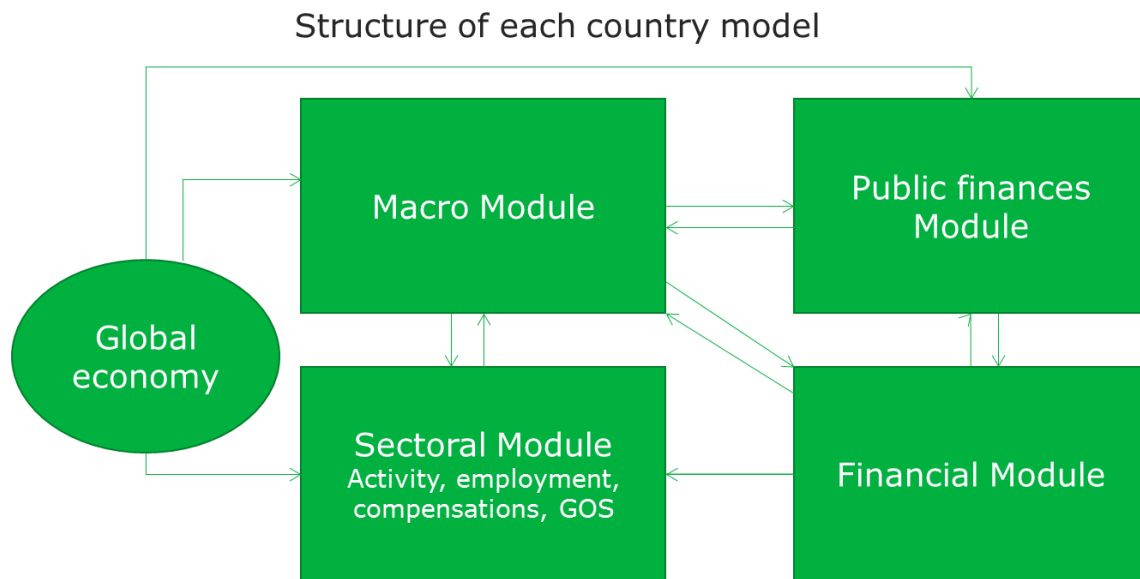 Structure of each country model
Macro Module
Public finances
Module
Global
economy
Sectoral Module
Activity, employment,
compensations, GOS
Financial Module